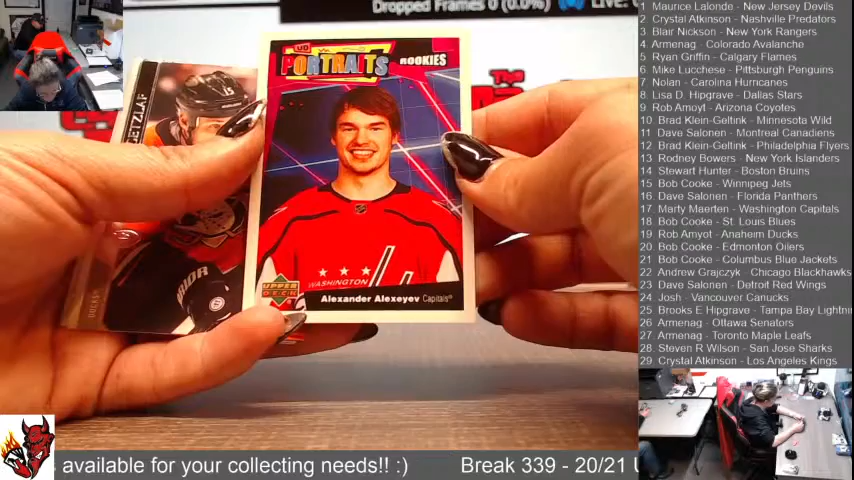 Dropped Frames 0 (0.0%)
LIVE:
GETZLAF
DUCKS
WARRIOR
UD
PORTRAITS
ROOKIES
WASHINGTON
UPPER
DECK
Alexander Alexeyev Capitals
The
1 Maurice Lalonde - New Jersey Devils
2 Crystal Atkinson - Nashville Predators
3 Blair Nickson - New York Rangers
4 Armenag - Colorado Avalanche
5 Ryan Griffin - Calgary Flames
6 Mike Lucchese - Pittsburgh Penguins
7 Nolan - Carolina Hurricanes
8 Lisa D. Hipgrave - Dallas Stars
9 Rob Amoyt - Arizona Coyotes
10 Brad Klein-Geltink - Minnesota Wild
11 Dave Salonen - Montreal Canadiens
12 Brad Klein-Geltink - Philadelphia Flyers
13 Rodney Bowers - New York Islanders
14 Stewart Hunter - Boston Bruins
15 Bob Cooke - Winnipeg Jets
16 Dave Salonen - Florida Panthers
17 Marty Maerten - Washington Capitals
18 Bob Cooke - St. Louis Blues
19 Rob Amyot - Anaheim Ducks
20 Bob Cooke - Edmonton Oilers
21 Bob Cooke - Columbus Blue Jackets
22 Andrew Grajczyk - Chicago Blackhawks
23 Dave Salonen - Detroit Red Wings
24 Josh - Vancouver Canucks
25 Brooks E Hipgrave - Tampa Bay Lightnin
26 Armenag - Ottawa Senators
27 Armenag - Toronto Maple Leafs
28 Steven R Wilson - San Jose Sharks
29 Crystal Atkinson - Los Angeles Kings
available for your collecting needs!! :) Break 339 - 20/21 U